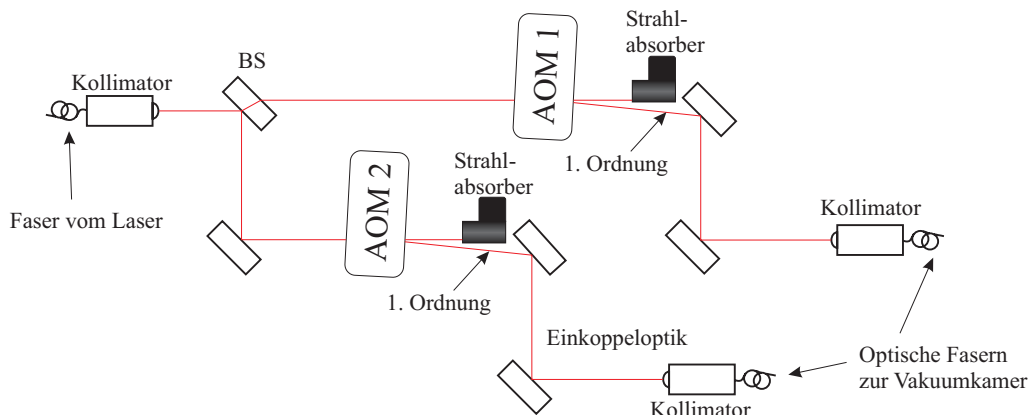 Strahl-
absorber
AOM 1
BS
Kollimator
1. Ordnung
Strahl-
absorber
AOM 2
Faser vom Laser
Kollimator
1. Ordnung
Einkoppeloptik
Optische Fasern
zur Vakuumkamer
Kollimator